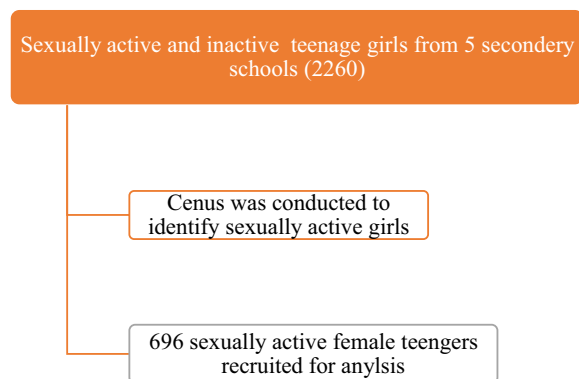 Sexually active and inactive teenage girls from 5 secondery
schools (2260)
Cenus was conducted to
identify sexually active girls
696 sexually active female teengers
recruited for anylsis